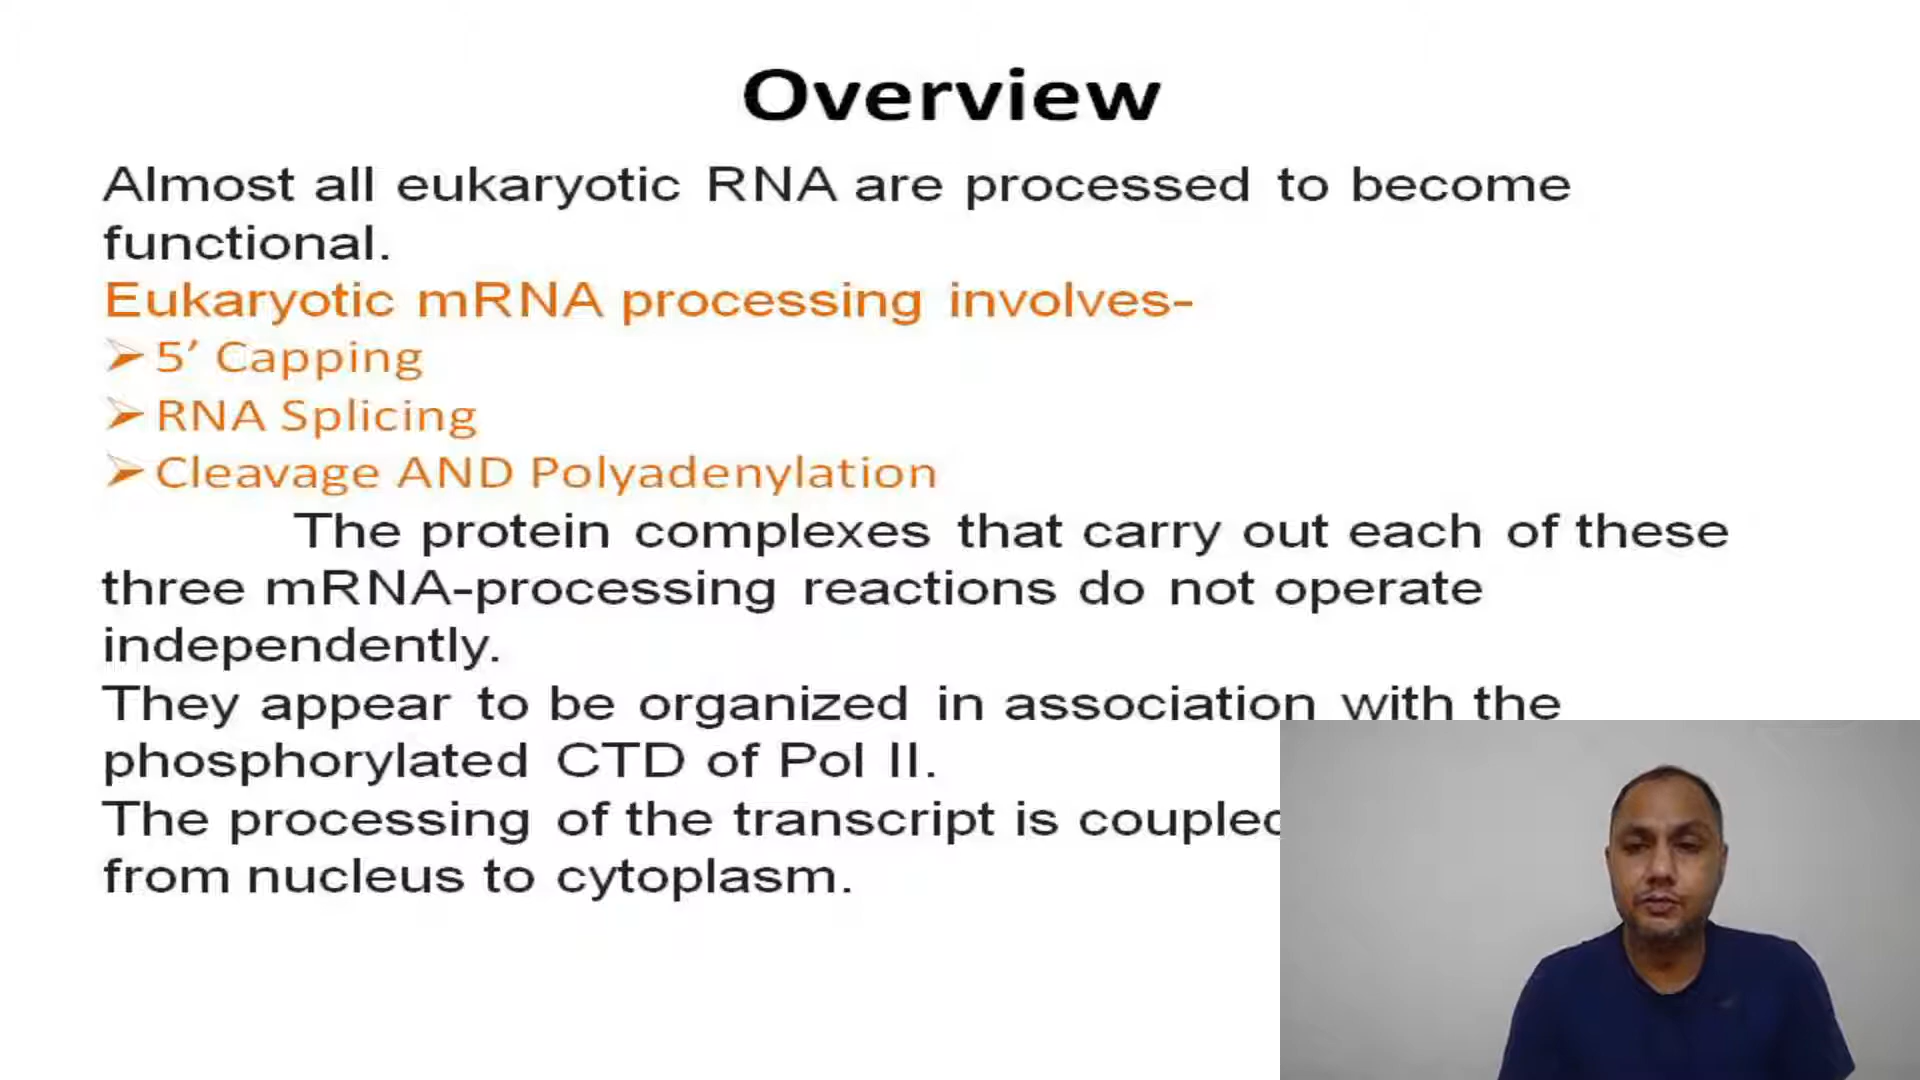 Overview
Almost all eukaryotic RNA are processed to become
functional.
Eukaryotic mRNA processing involves-
5’ Capping
RNA Splicing
Cleavage AND Polyadenylation
The protein complexes that carry out each of these
three mRNA-processing reactions do not operate
independently.
They appear to be organized in association with the
phosphorylated CTD of Pol II.
The processing of the transcript is
from nucleus to cytoplasm.